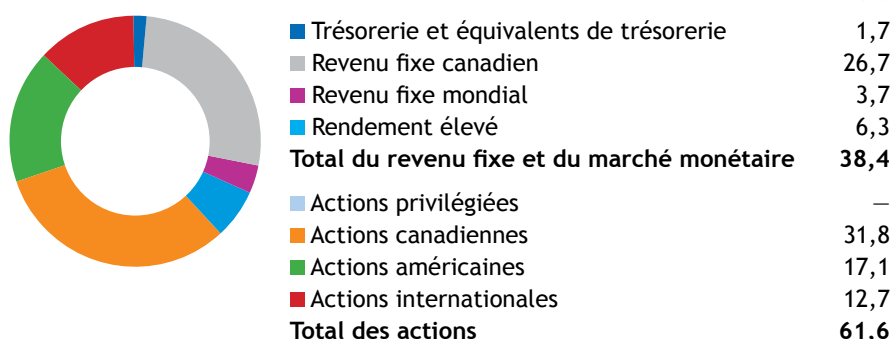 Trésorerie et équivalents de trésorerie 1,7
Revenu fixe canadien 26,7
Revenu fixe mondial 3,7
Rendement élevé 6,3
Total du revenu fixe et du marché monétaire 38,4
Actions privilégiées —
Actions canadiennes 31,8
Actions américaines 17,1
Actions internationales 12,7
Total des actions 61,6